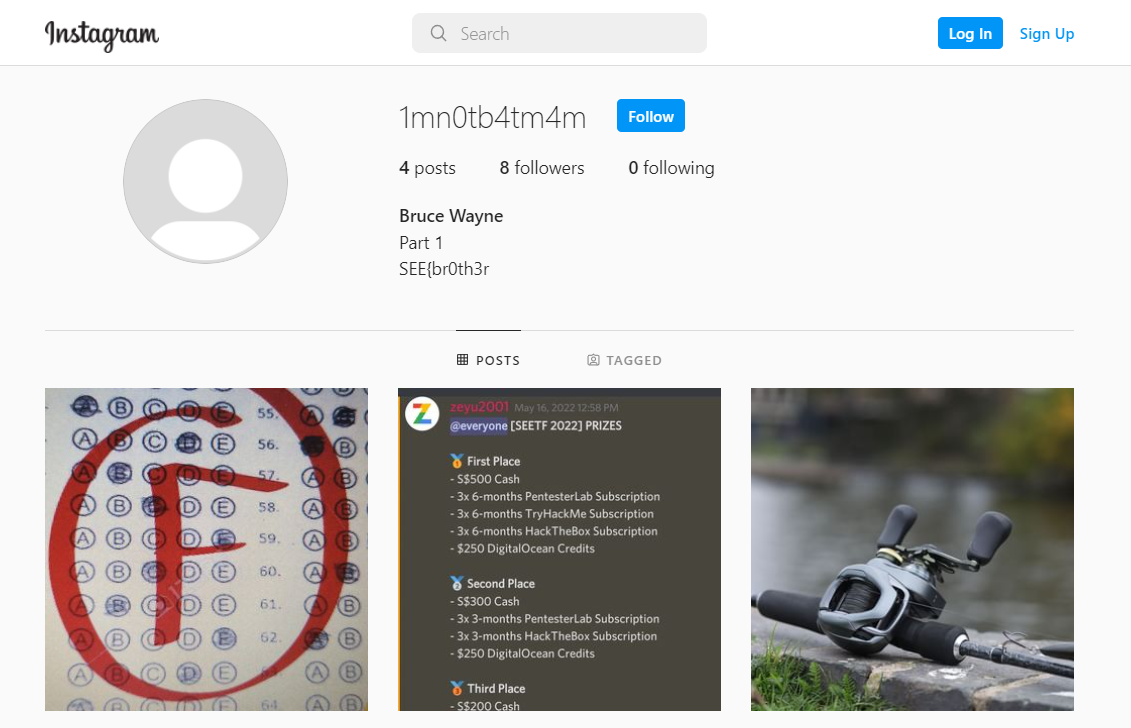 Instagram
Search
Log In
Sign Up
1mn0tb4tm4m
Follow
4 posts 8 followers 0 following
Bruce Wayne
Part 1
SEE{br0th3r
POSTS
TAGGED
A B C D E 55. A B
A B C D E 56. B
A B C D E 57. A B
A B C D E 58. A B
A B C D E 59. A B
A B C D E 60. A B
A B C D E 61. A B
A B C D E 62. A B
A B C D E A B
A B C D E 64. A B
F
zeyu2001 May 16, 2022 12:58 PM
@everyone [SEETF 2022] PRIZES
🥇 First Place
- S$500 Cash
- 3x 6-months PentesterLab Subscription
- 3x 6-months TryHackMe Subscription
- 3x 6-months HackTheBox Subscription
- $250 DigitalOcean Credits
🥈 Second Place
- S$300 Cash
- 3x 3-months PentesterLab Subscription
- 3x 3-months HackTheBox Subscription
- $250 DigitalOcean Credits
🥉 Third Place
- S$200 Cash